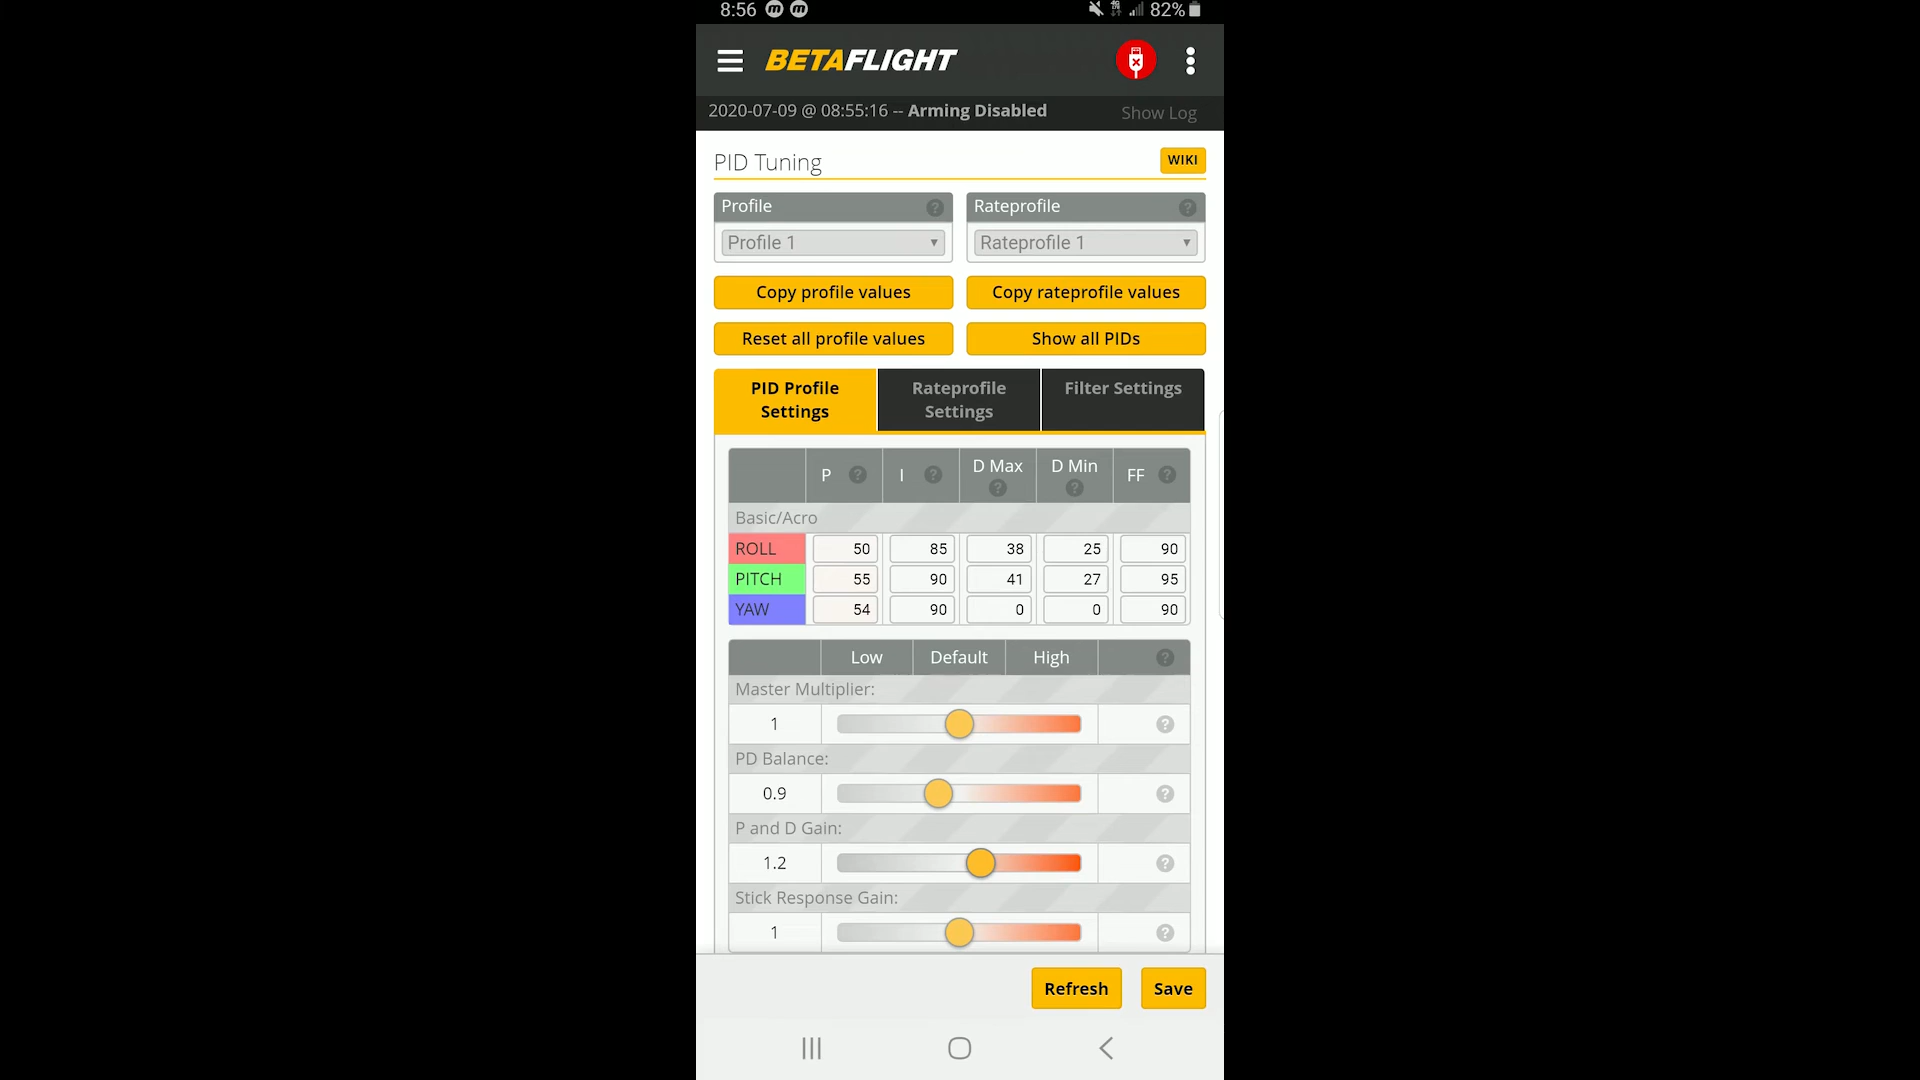 8:56 82%
BETAFLIGHT
2020-07-09 @ 08:55:16 -- Arming Disabled Show Log
PID Tuning WIKI
Profile Rateprofile
Profile 1 Rateprofile 1
Copy profile values Copy rateprofile values
Reset all profile values Show all PIDs
PID Profile Settings Rateprofile Settings Filter Settings
P I D Max D Min FF
Basic/Acro
ROLL 50 85 38 25 90
PITCH 55 90 41 27 95
YAW 54 90 0 0 90
Low Default High
Master Multiplier:
1
PD Balance:
0.9
P and D Gain:
1.2
Stick Response Gain:
1
Refresh Save